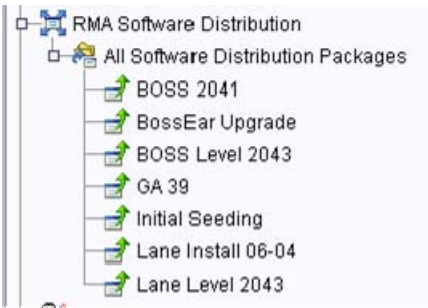 RMA Software Distribution
All Software Distribution Packages
BOSS 2041
BossEar Upgrade
BOSS Level 2043
GA 39
Initial Seeding
Lane Install 06-04
Lane Level 2043